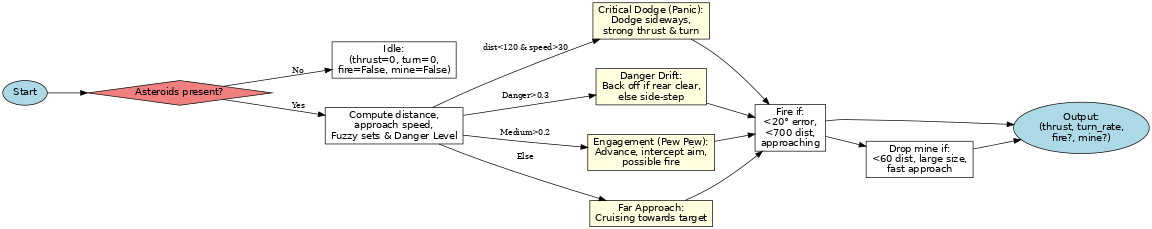 Start
Asteroids present?
No
Yes
Idle:
(thrust=0, turn=0,
fire=False, mine=False)
Compute distance,
approach speed,
Fuzzy sets & Danger Level
dist<120 & speed>30
Danger>0.3
Medium>0.2
Else
Critical Dodge (Panic):
Dodge sideways,
strong thrust & turn
Danger Drift:
Back off if rear clear,
else side-step
Engagement (Pew Pew):
Advance, intercept aim,
possible fire
Far Approach:
Cruising towards target
Fire if:
<20° error,
<700 dist,
approaching
Drop mine if:
<60 dist, large size,
fast approach
Output:
(thrust, turn_rate,
fire?, mine?)